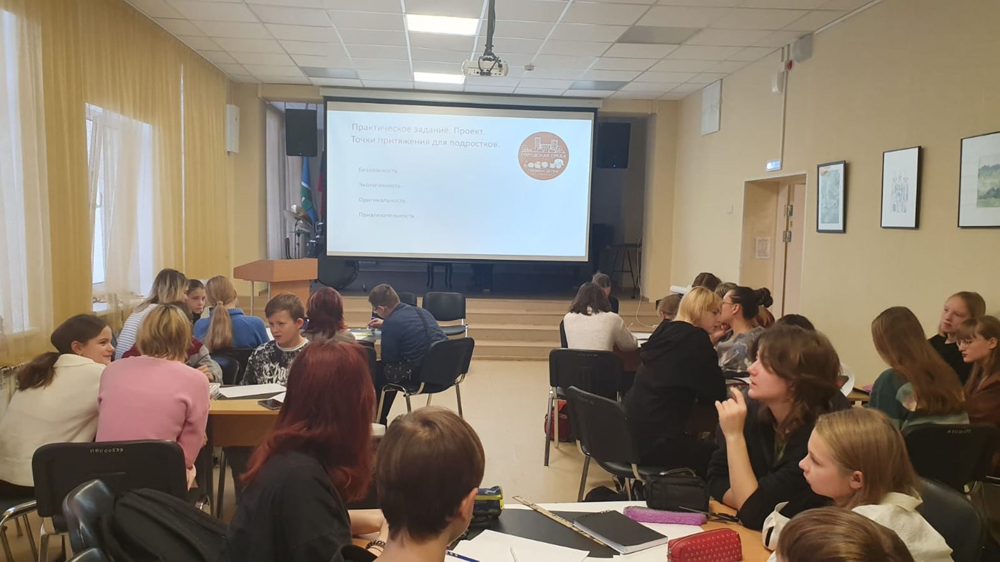 Практическое задание. Проект.
Точки притяжения для подростков.
ГОРОДСКАЯ СРЕДА
ГЛАЗАМИ ДЕТЕЙ
Безопасность
Экологичность
Оригинальность
Привлекательность